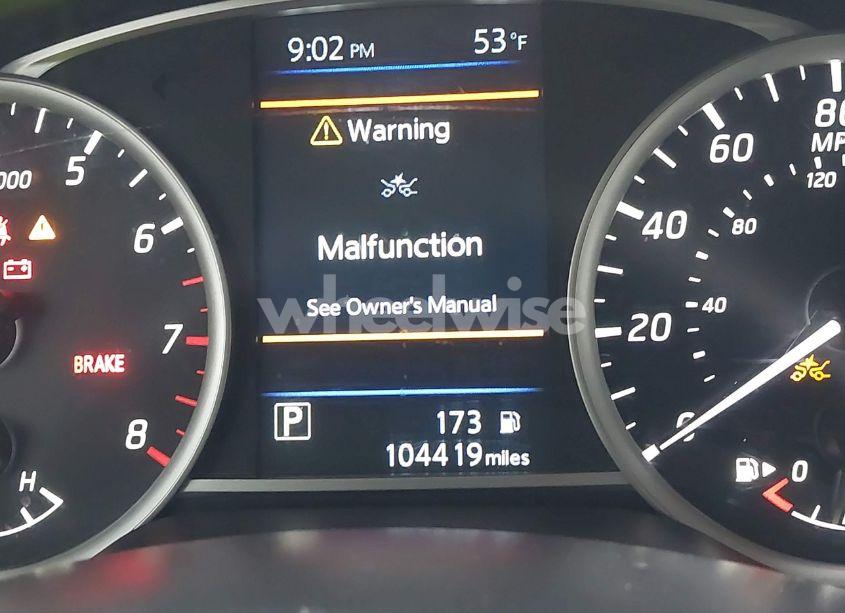 9:02 PM 53°F
Warning
Malfunction
See Owner's Manual
wheelwise
P 173
104419 miles
5
000
6
7
8
BRAKE
H
80
MP
60
120
40
80
20
40
0
0